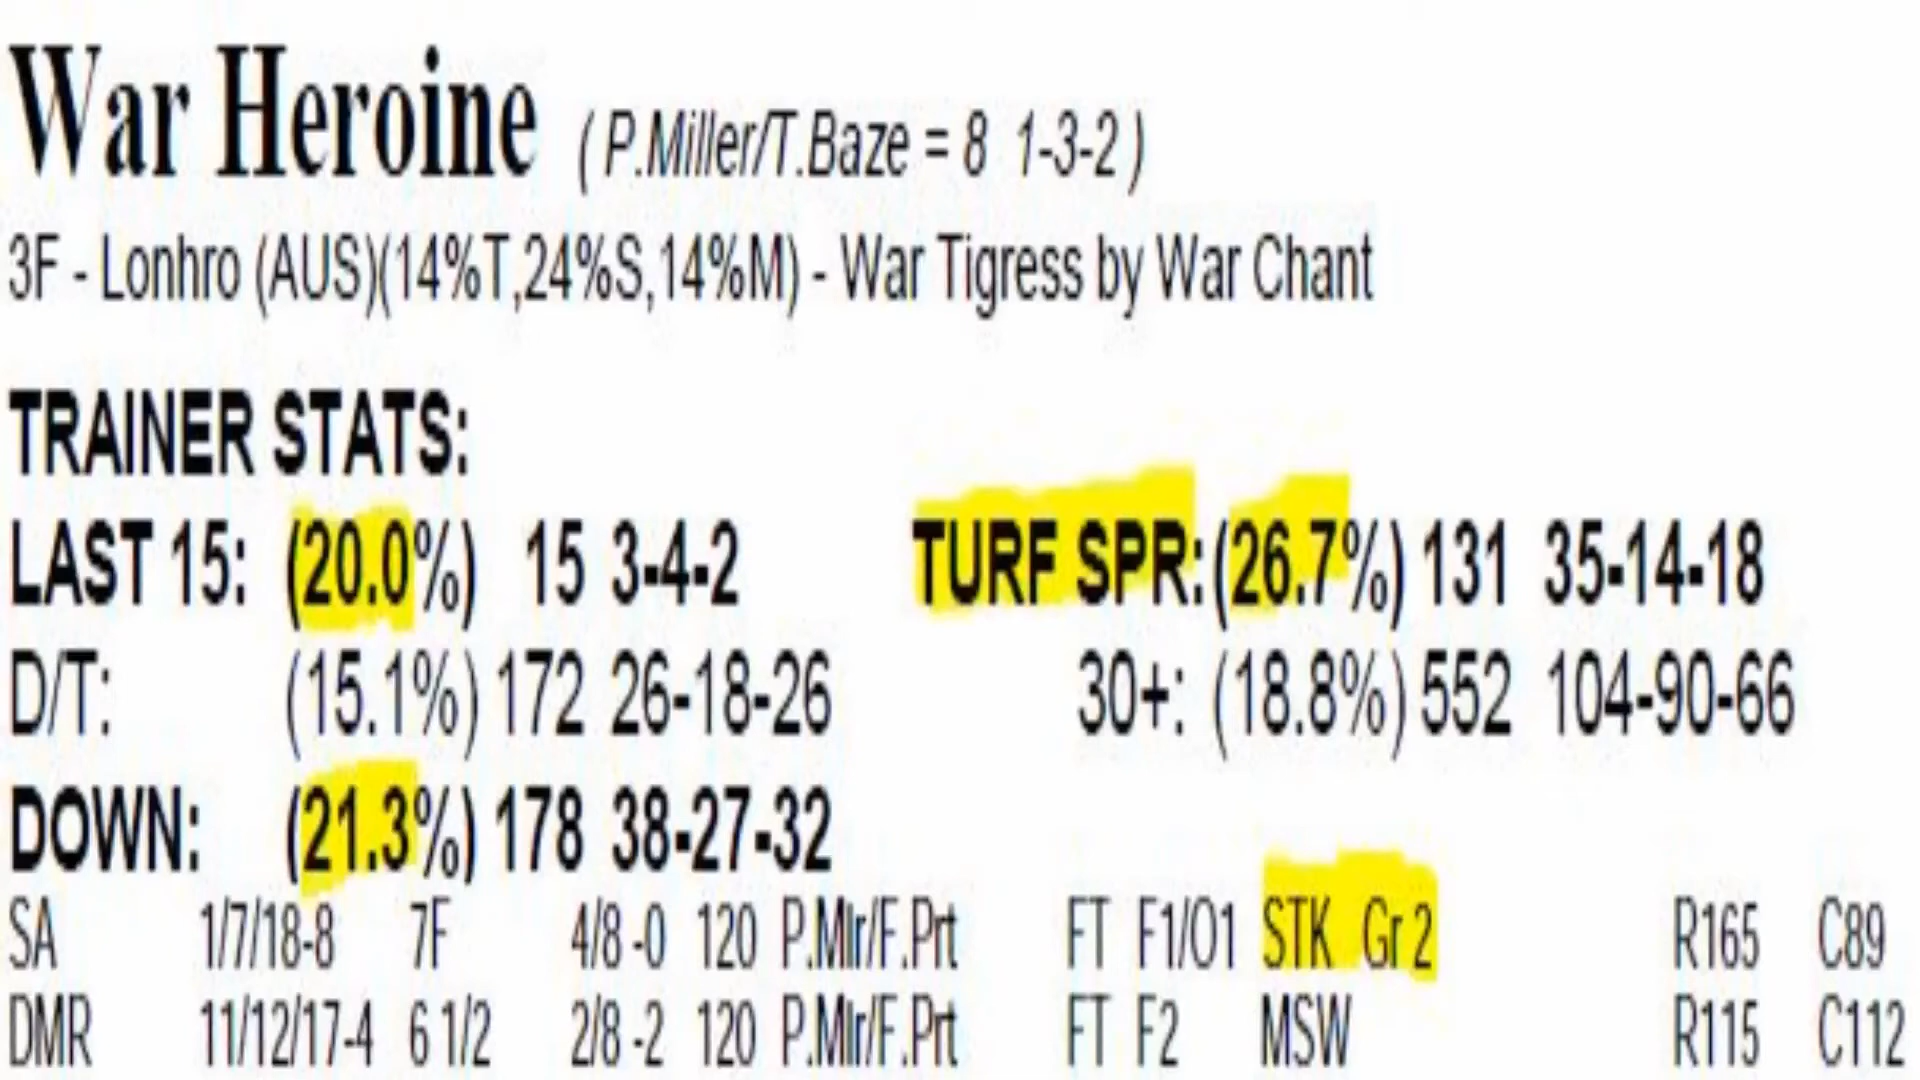 War Heroine ( P.Miller/T.Baze = 8 1-3-2 )
3F - Lonhro (AUS)(14%T,24%S,14%M) - War Tigress by War Chant
TRAINER STATS:
LAST 15: (20.0%) 15 3-4-2 TURF SPR: (26.7%) 131 35-14-18
D/T: (15.1%) 172 26-18-26 30+: (18.8%) 552 104-90-66
DOWN: (21.3%) 178 38-27-32
SA 1/7/18-8 7F 4/8 -0 120 P.Mlr/F.Prt FT F1/O1 STK Gr 2 R165 C89
DMR 11/12/17-4 6 1/2 2/8 -2 120 P.Mlr/F.Prt FT F2 MSW R115 C112